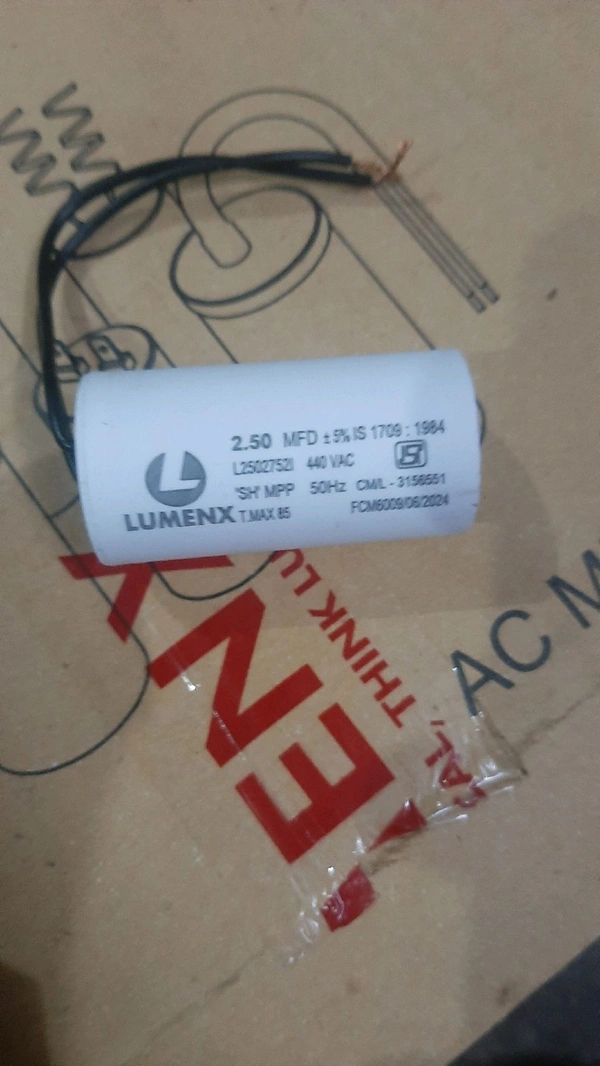 2.50 MFD ± 5% IS 1709 : 1984
L2502752I 440 VAC
'SH' MPP 50Hz CM/L - 3156551
LUMENX T.MAX 85 FCM6009/06/2024
EN
THINK LU
AC M